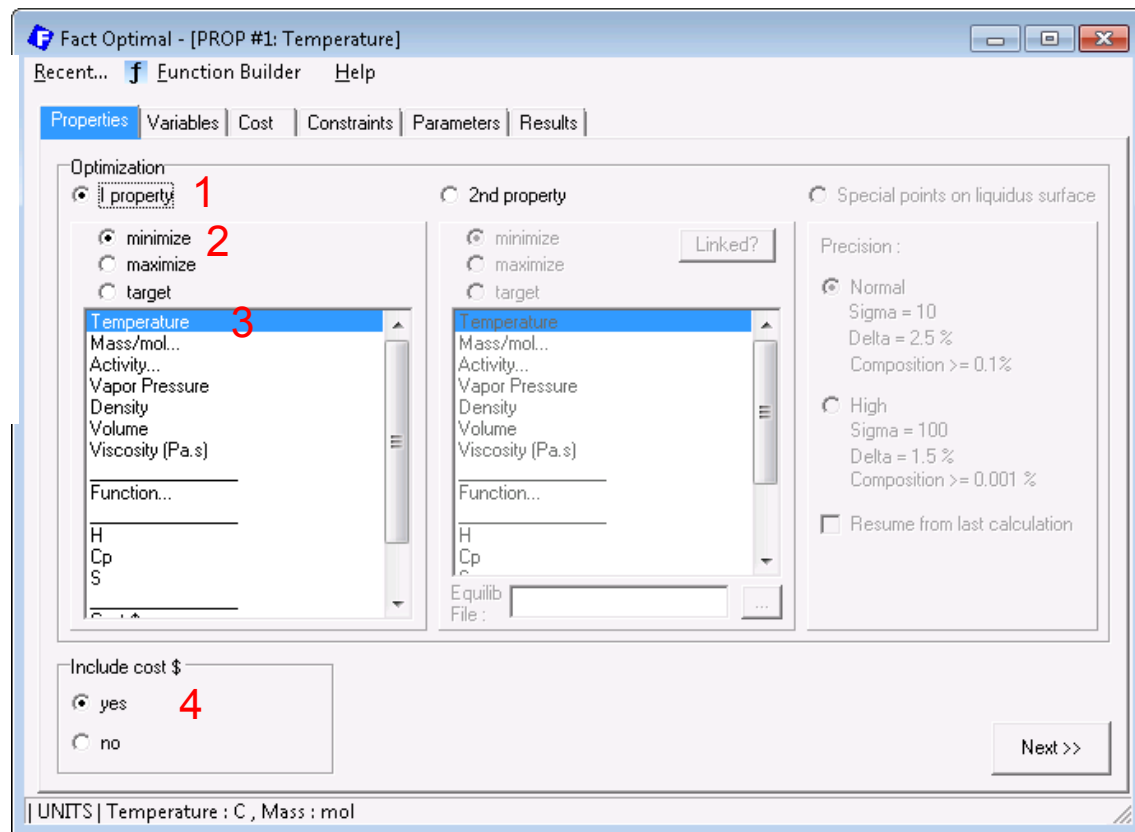 Fact Optimal - [PROP #1: Temperature]
Recent... f Function Builder Help
Properties Variables Cost Constraints Parameters Results
Optimization
I property 1
minimize 2
maximize
target
Temperature 3
Mass/mol...
Activity...
Vapor Pressure
Density
Volume
Viscosity (Pa.s)
Function...
H
Cp
S
2nd property
minimize
maximize
target
Linked?
Temperature
Mass/mol...
Activity...
Vapor Pressure
Density
Volume
Viscosity (Pa.s)
Function...
H
Cp
S
Equilib
File :
...
Special points on liquidus surface
Precision :
Normal
Sigma = 10
Delta = 2.5 %
Composition >= 0.1%
High
Sigma = 100
Delta = 1.5 %
Composition >= 0.001 %
Resume from last calculation
Include cost $
yes 4
no
Next >>
| UNITS | Temperature : C , Mass : mol